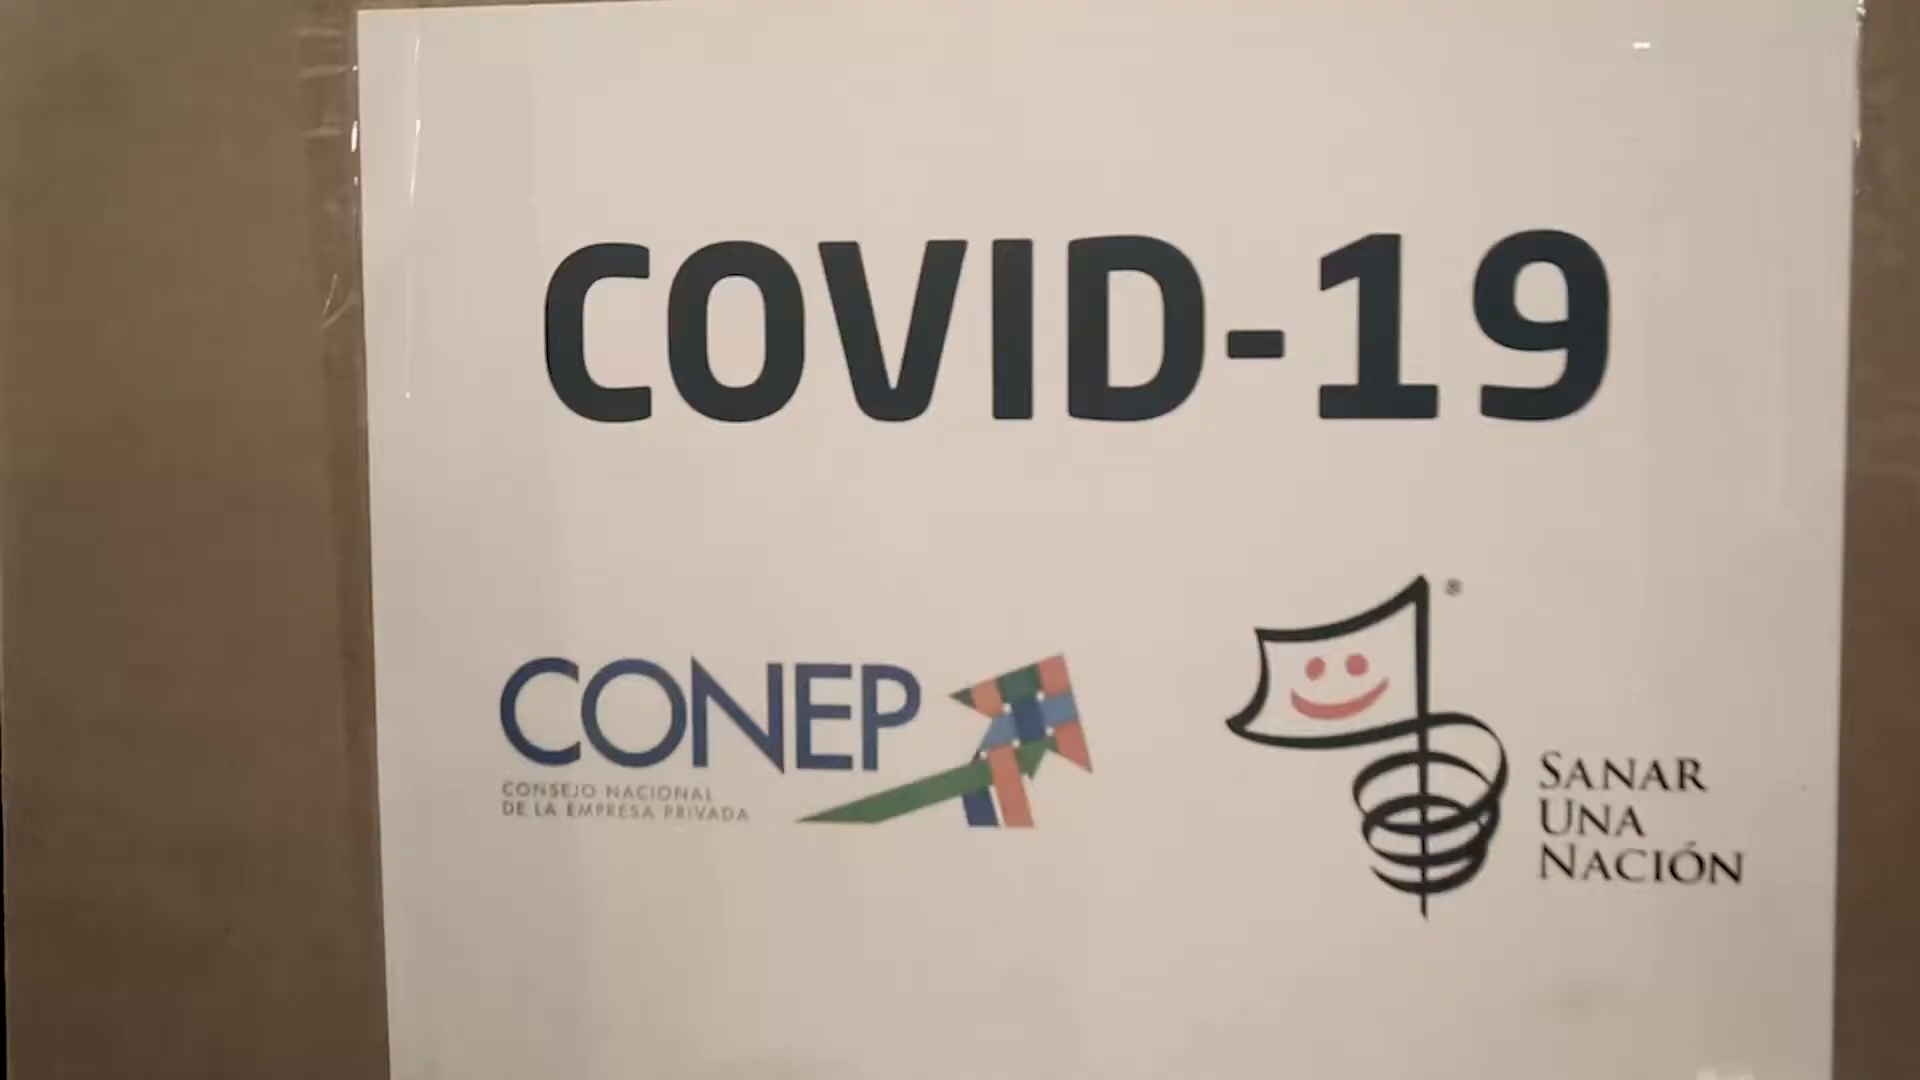 COVID-19
CONEP
CONSEJO NACIONAL
DE LA EMPRESA PRIVADA
®
SANAR
UNA
NACIÓN